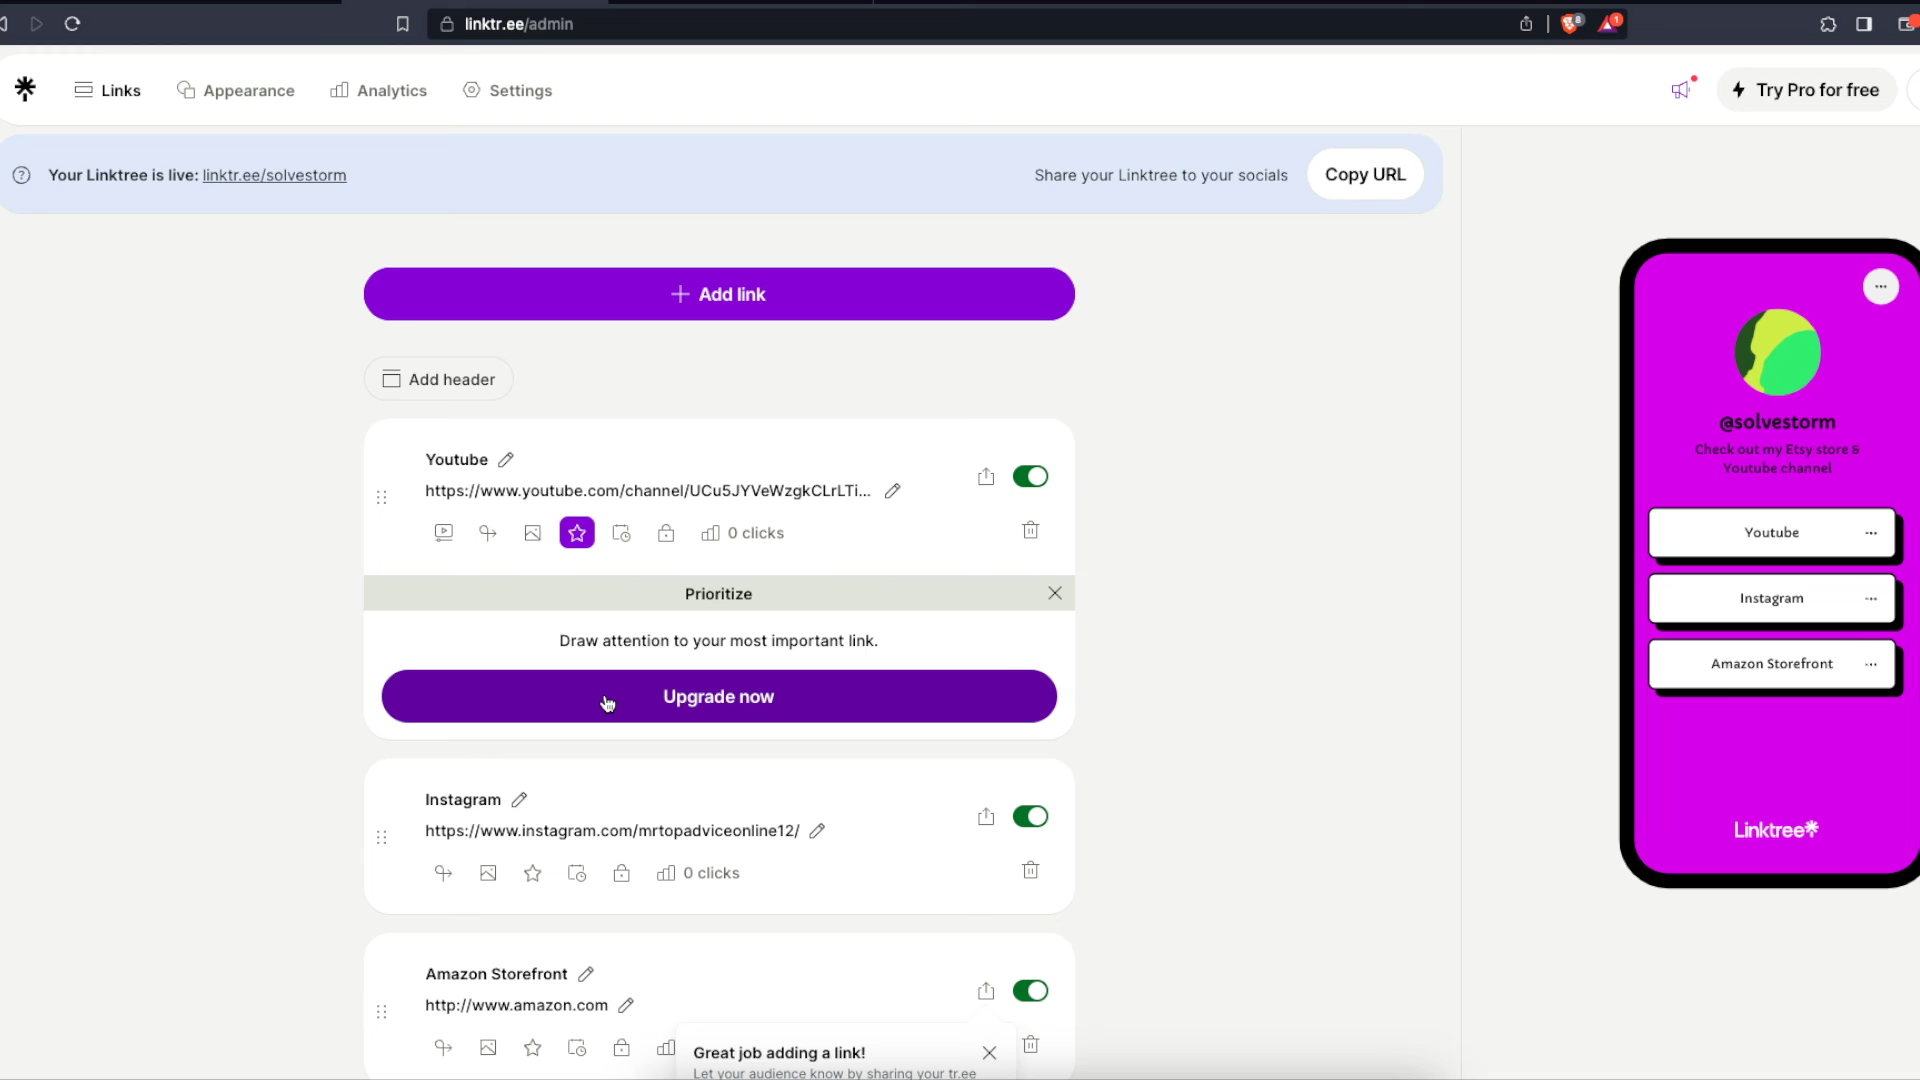 linktr.ee/admin
8
1
Links
Appearance
Analytics
Settings
Try Pro for free
Your Linktree is live: linktr.ee/solvestorm
Share your Linktree to your socials
Copy URL
Add link
Add header
Youtube
https://www.youtube.com/channel/UCu5JYVeWzgkCLrLTi...
0 clicks
Prioritize
Draw attention to your most important link.
Upgrade now
Instagram
https://www.instagram.com/mrtopadviceonline12/
0 clicks
Amazon Storefront
http://www.amazon.com
Great job adding a link!
Let your audience know by sharing your tr.ee
@solvestorm
Check out my Etsy store &
Youtube channel
Youtube
Instagram
Amazon Storefront
Linktree